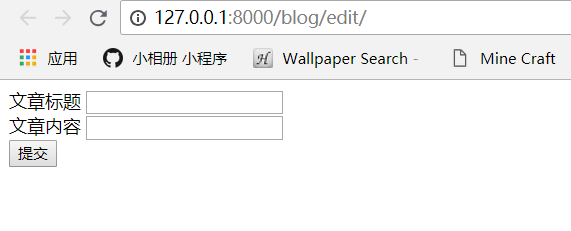 127.0.0.1:8000/blog/edit/
应用 小相册 小程序 Wallpaper Search - Mine Craft
文章标题
文章内容
提交